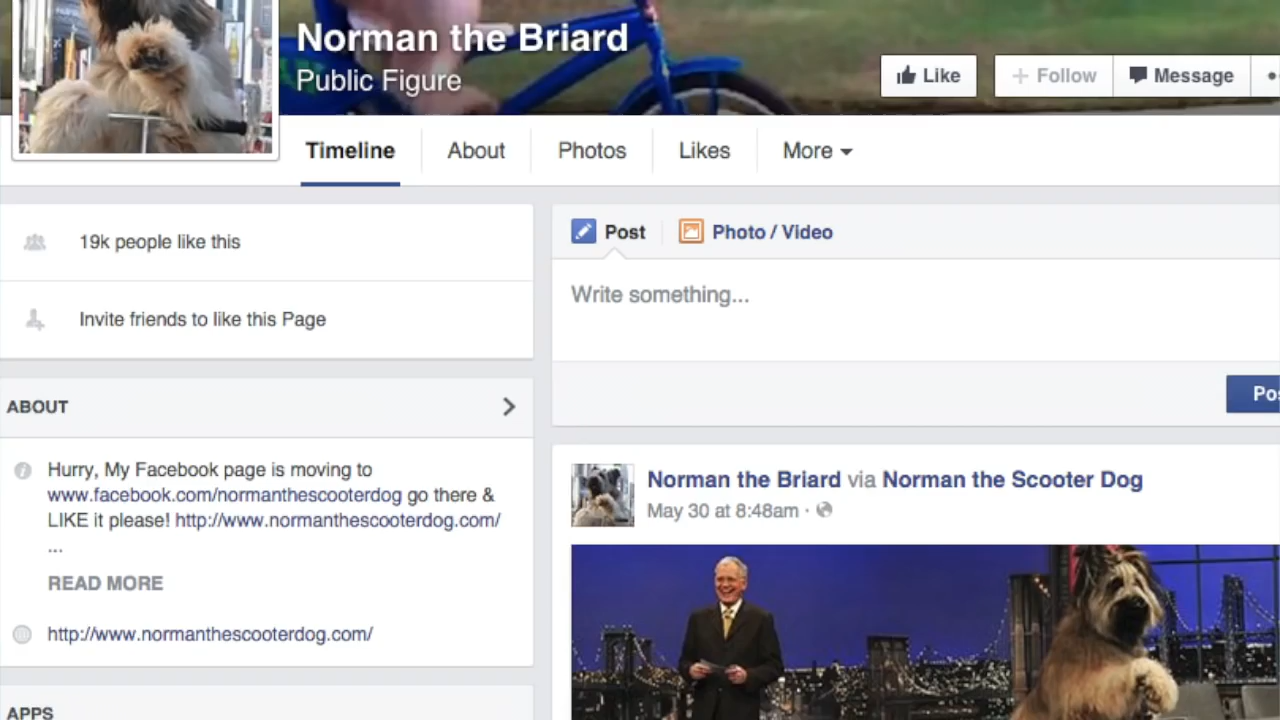 Norman the Briard
Public Figure
Like
Follow
Message
Timeline
About
Photos
Likes
More
19k people like this
Invite friends to like this Page
ABOUT
Hurry, My Facebook page is moving to
www.facebook.com/normanthescooterdog go there &
LIKE it please! http://www.normanthescooterdog.com/
...
READ MORE
http://www.normanthescooterdog.com/
APPS
Post
Photo / Video
Write something...
Pos
Norman the Briard via Norman the Scooter Dog
May 30 at 8:48am ·